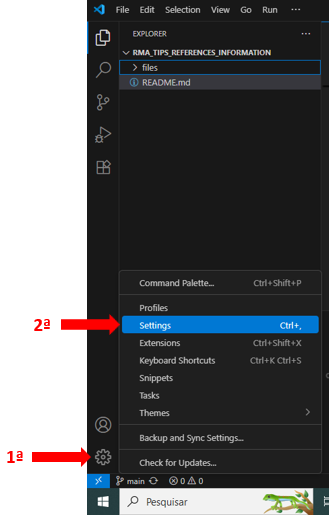 File Edit Selection View Go Run ...
EXPLORER ...
RMA_TIPS_REFERENCES_INFORMATION
files
README.md
Command Palette... Ctrl+Shift+P
Profiles
2ª
Settings Ctrl+,
Extensions Ctrl+Shift+X
Keyboard Shortcuts Ctrl+K Ctrl+S
Snippets
Tasks
Themes
Backup and Sync Settings...
1ª
Check for Updates...
main 0 0
Pesquisar